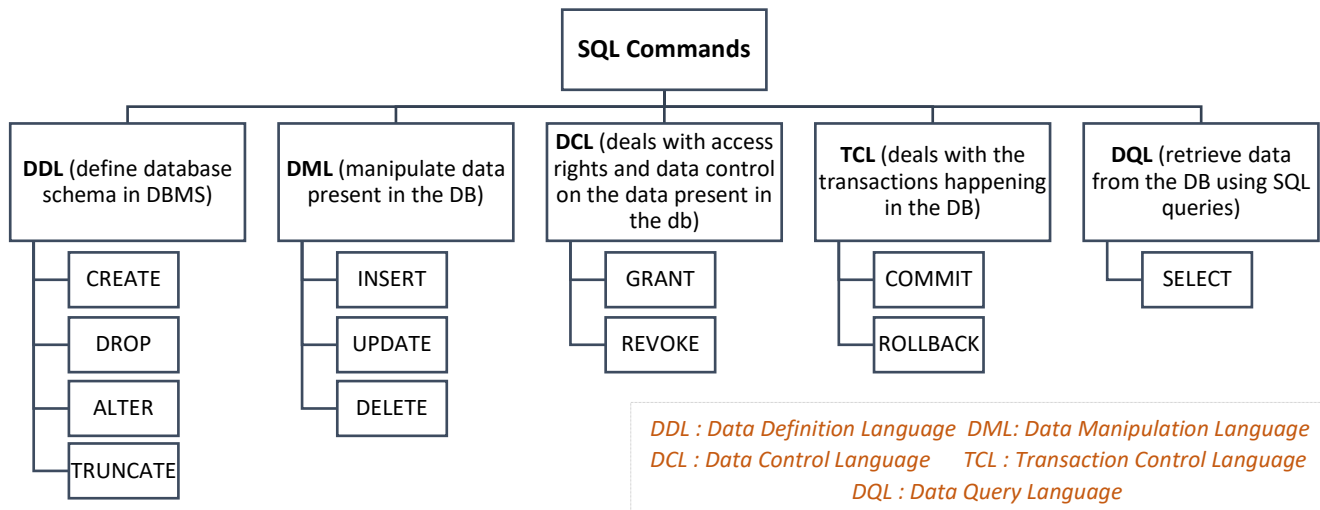 SQL Commands
DDL (define database
schema in DBMS)
CREATE
DROP
ALTER
TRUNCATE
DML (manipulate data
present in the DB)
INSERT
UPDATE
DELETE
DCL (deals with access
rights and data control
on the data present in
the db)
GRANT
REVOKE
TCL (deals with the
transactions happening
in the DB)
COMMIT
ROLLBACK
DQL (retrieve data
from the DB using SQL
queries)
SELECT
DDL : Data Definition Language DML: Data Manipulation Language
DCL : Data Control Language TCL : Transaction Control Language
DQL : Data Query Language